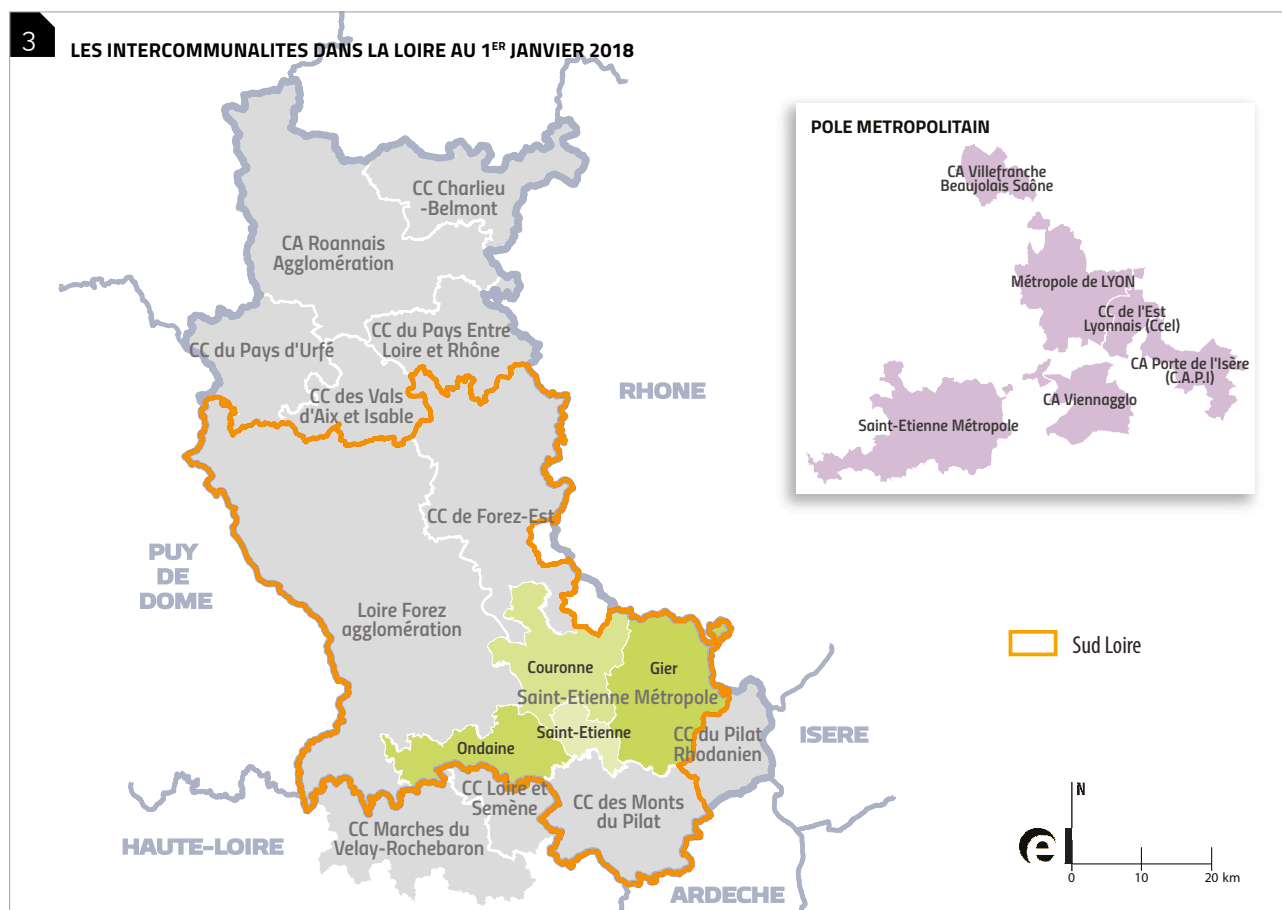 3
LES INTERCOMMUNALITES DANS LA LOIRE AU 1ER JANVIER 2018
CC Charlieu
-Belmont
CA Roannais
Agglomération
CC du Pays Entre
Loire et Rhône
CC du Pays d'Urfé
CC des Vals
d'Aix et Isable
RHONE
CC de Forez-Est
PUY
DE
DOME
Loire Forez
agglomération
Couronne
Gier
Saint-Etienne Métropole
Saint-Etienne
Ondaine
CC du Pilat
Rhodanien
ISERE
CC Loire et
Semène
CC des Monts
du Pilat
CC Marches du
Velay-Rochebaron
HAUTE-LOIRE
ARDECHE
POLE METROPOLITAIN
CA Villefranche
Beaujolais Saône
Métropole de LYON
CC de l'Est
Lyonnais (Ccel)
CA Porte de l'Isère
(C.A.P.I)
CA Viennagglo
Saint-Etienne Métropole
Sud Loire
N
e
0 10 20 km